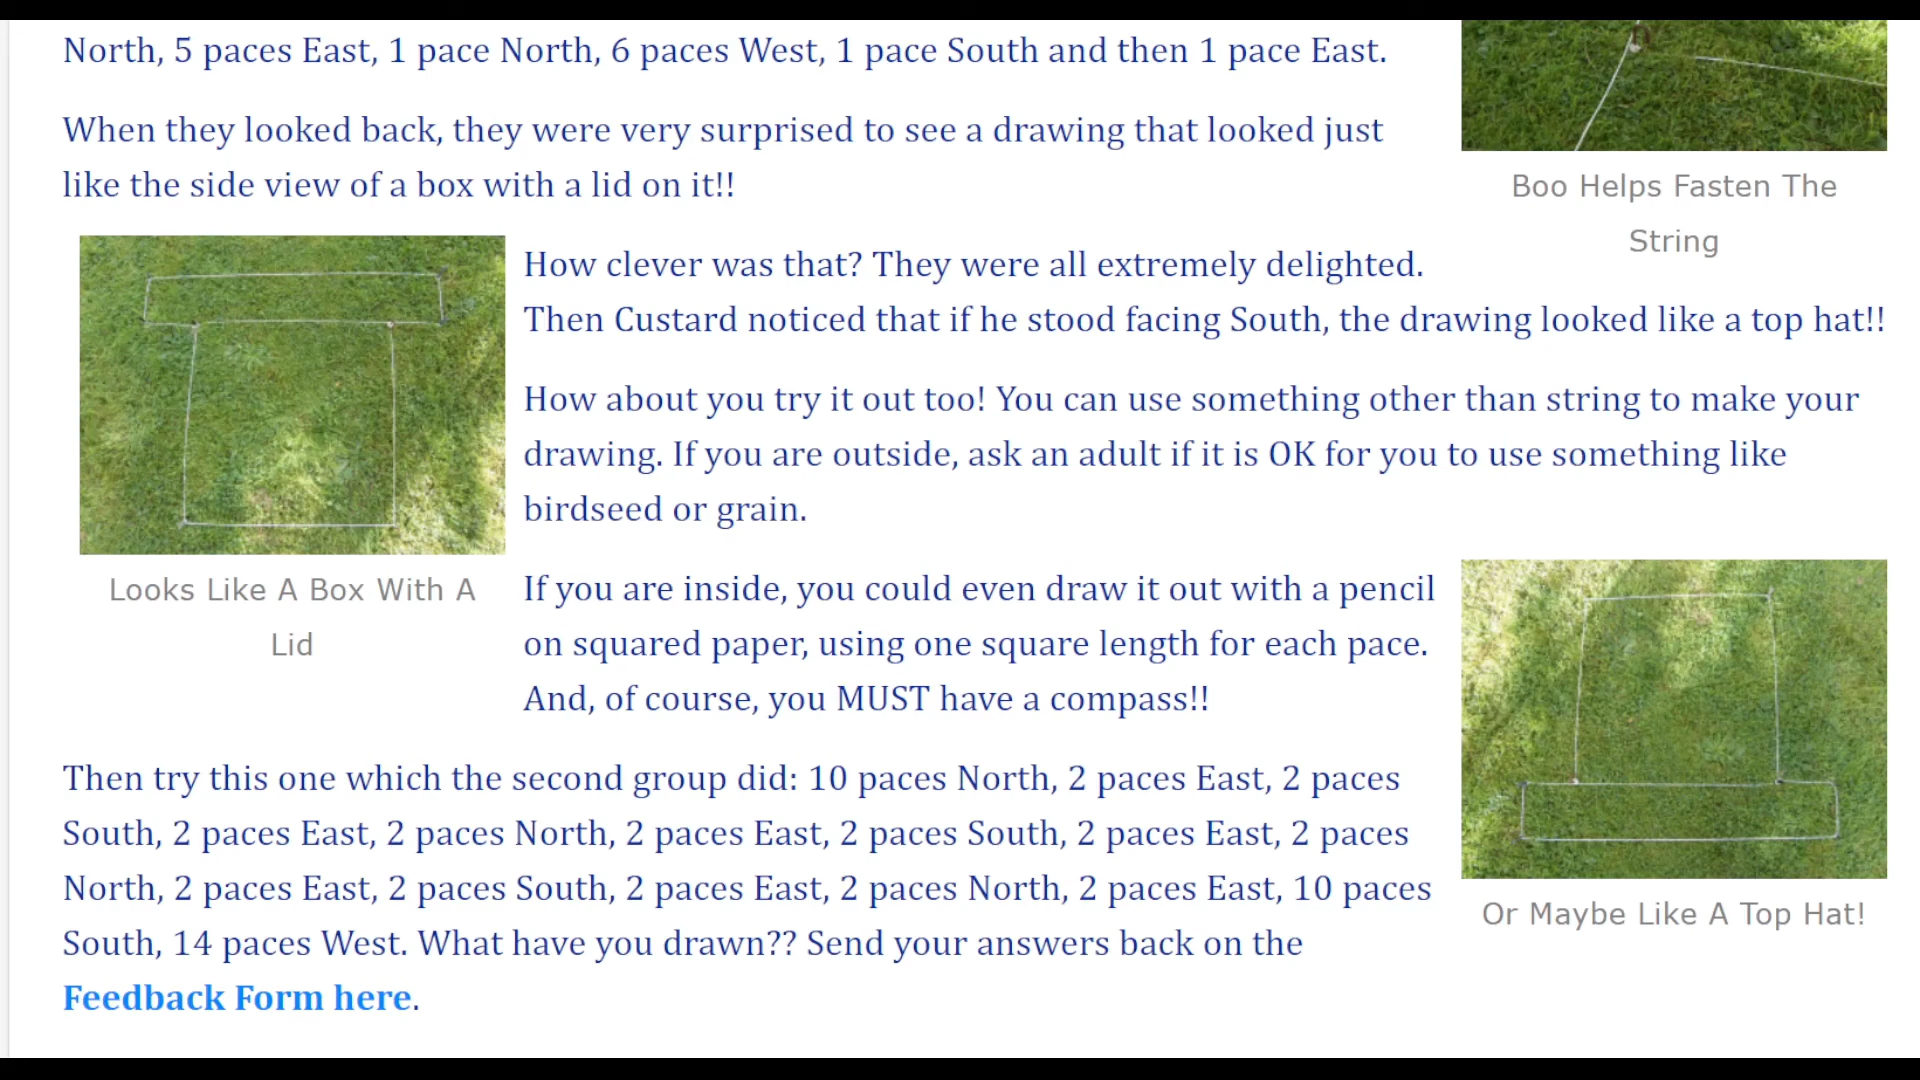 North, 5 paces East, 1 pace North, 6 paces West, 1 pace South and then 1 pace East.
When they looked back, they were very surprised to see a drawing that looked just
like the side view of a box with a lid on it!!
Boo Helps Fasten The
String
How clever was that? They were all extremely delighted.
Then Custard noticed that if he stood facing South, the drawing looked like a top hat!!
How about you try it out too! You can use something other than string to make your
drawing. If you are outside, ask an adult if it is OK for you to use something like
birdseed or grain.
Looks Like A Box With A
Lid
If you are inside, you could even draw it out with a pencil
on squared paper, using one square length for each pace.
And, of course, you MUST have a compass!!
Then try this one which the second group did: 10 paces North, 2 paces East, 2 paces
South, 2 paces East, 2 paces North, 2 paces East, 2 paces South, 2 paces East, 2 paces
North, 2 paces East, 2 paces South, 2 paces East, 2 paces North, 2 paces East, 10 paces
South, 14 paces West. What have you drawn?? Send your answers back on the
Feedback Form here.
Or Maybe Like A Top Hat!